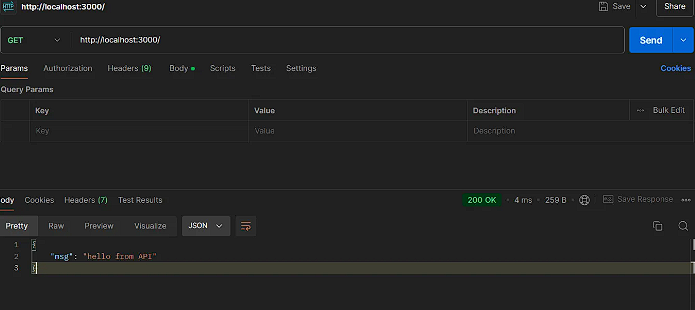 HTTP http://localhost:3000/ Save Share
GET http://localhost:3000/ Send
Params Authorization Headers (9) Body Scripts Tests Settings Cookies
Query Params
Key Value Description Bulk Edit
Key Value Description
ody Cookies Headers (7) Test Results 200 OK 4 ms 259 B Save Response
Pretty Raw Preview Visualize JSON
1 {
2 "msg": "hello from API"
3 }